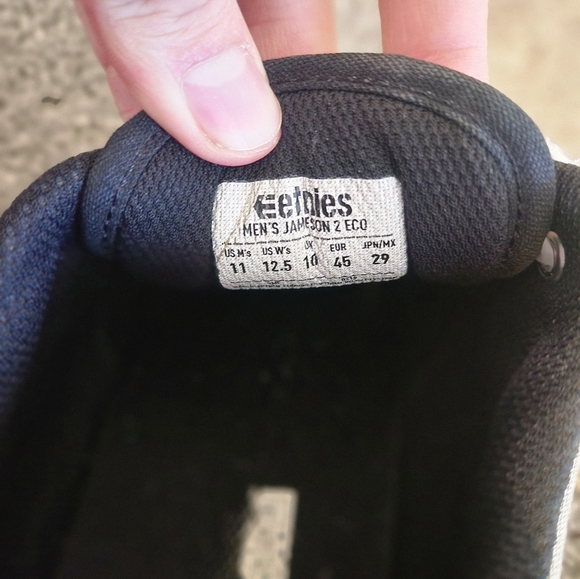 etnies
MEN'S JAMESON 2 ECO
US M's US W's UK EUR JPN/MX
11 12.5 10 45 29